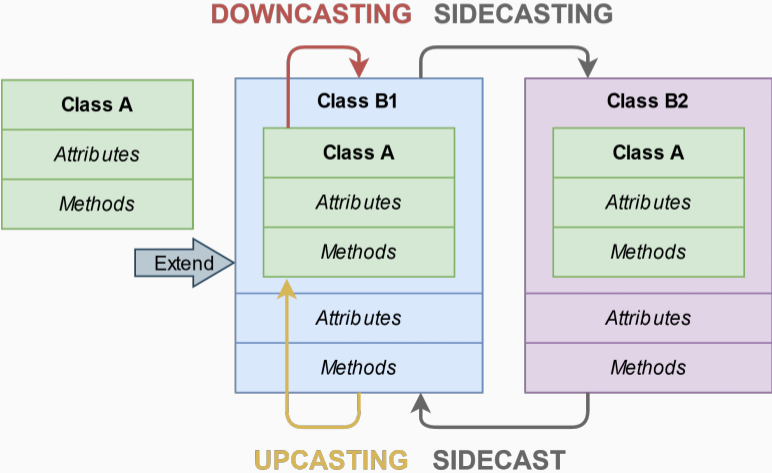 DOWNCASTING SIDECASTING
Class A
Attributes
Methods
Extend
Class B1
Class A
Attributes
Methods
Attributes
Methods
Class B2
Class A
Attributes
Methods
Attributes
Methods
UPCASTING SIDECAST